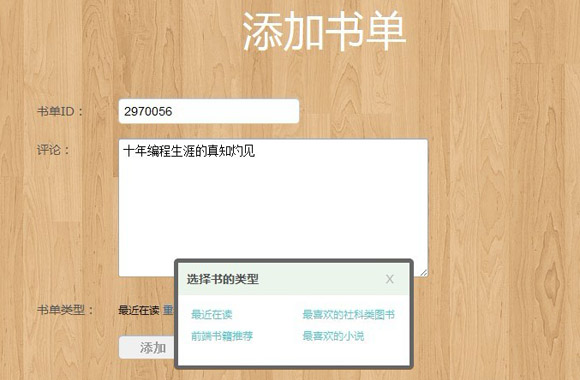 添加书单
书单ID： 2970056
评论： 十年编程生涯的真知灼见
选择书的类型 X
书单类型： 最近在读
最近在读 最喜欢的社科类图书
前端书籍推荐 最喜欢的小说
添加